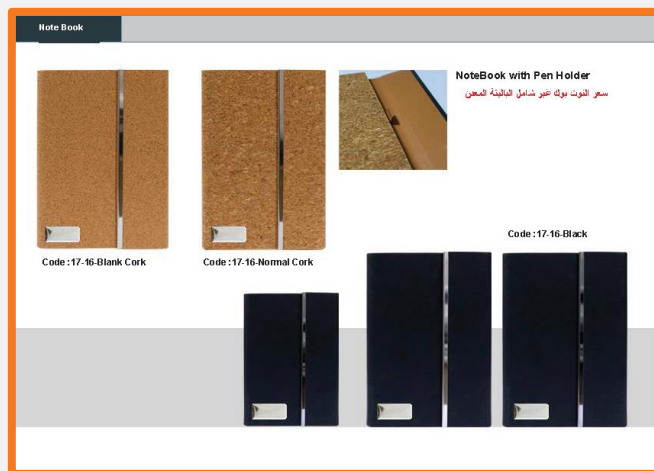 Note Book
NoteBook with Pen Holder
سعر النوت بوك غير شامل البالينة المعدن
Code :17-16-Blank Cork
Code :17-16-Normal Cork
Code :17-16-Black